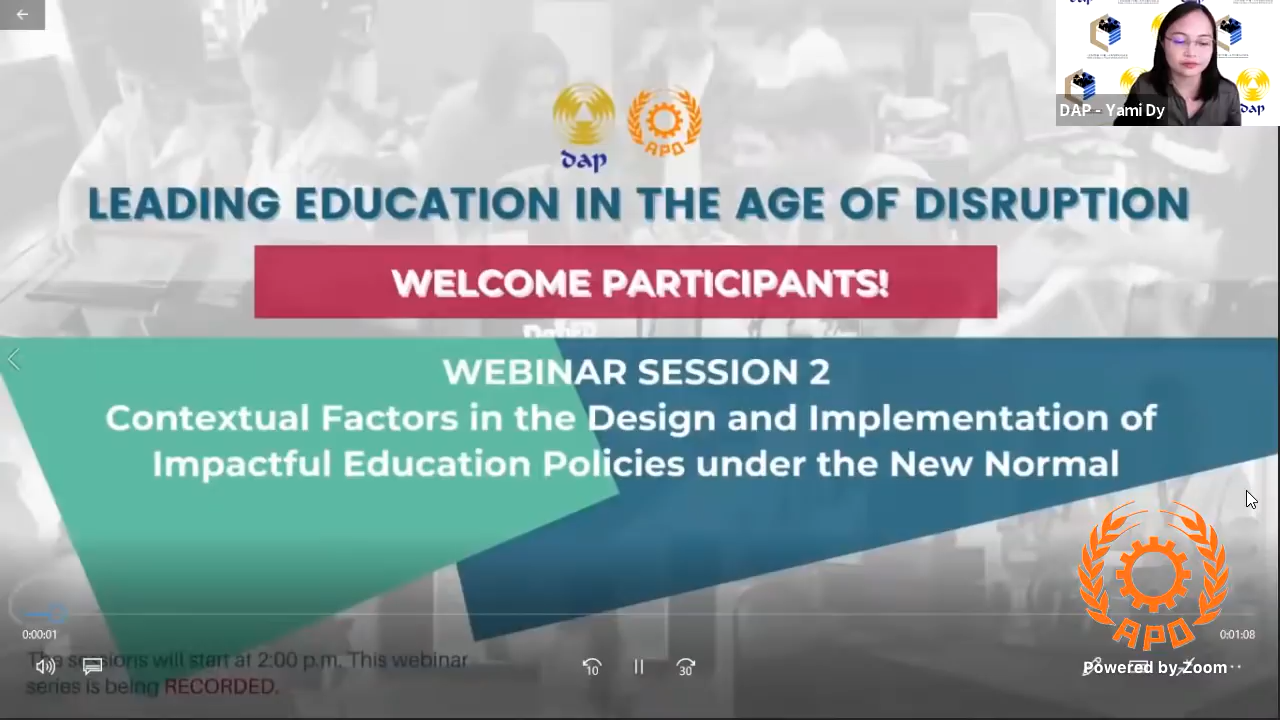 DAP - Yami Dy
dap
dap
APO
LEADING EDUCATION IN THE AGE OF DISRUPTION
WELCOME PARTICIPANTS!
WEBINAR SESSION 2
Contextual Factors in the Design and Implementation of
Impactful Education Policies under the New Normal
APO
0:00:01
0:01:08
The sessions will start at 2:00 p.m. This webinar
series is being RECORDED.
10
30
Powered by Zoom